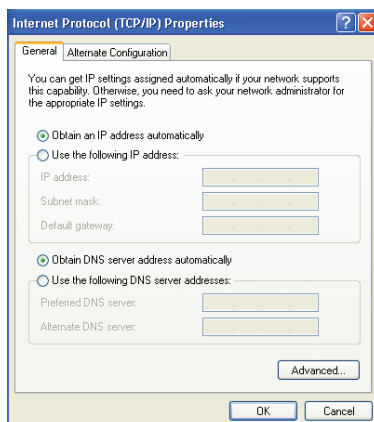 Internet Protocol (TCP/IP) Properties
General
Alternate Configuration
You can get IP settings assigned automatically if your network supports
this capability. Otherwise, you need to ask your network administrator for
the appropriate IP settings.
Obtain an IP address automatically
Use the following IP address:
IP address:
Subnet mask:
Default gateway:
Obtain DNS server address automatically
Use the following DNS server addresses:
Preferred DNS server:
Alternate DNS server:
Advanced...
OK
Cancel